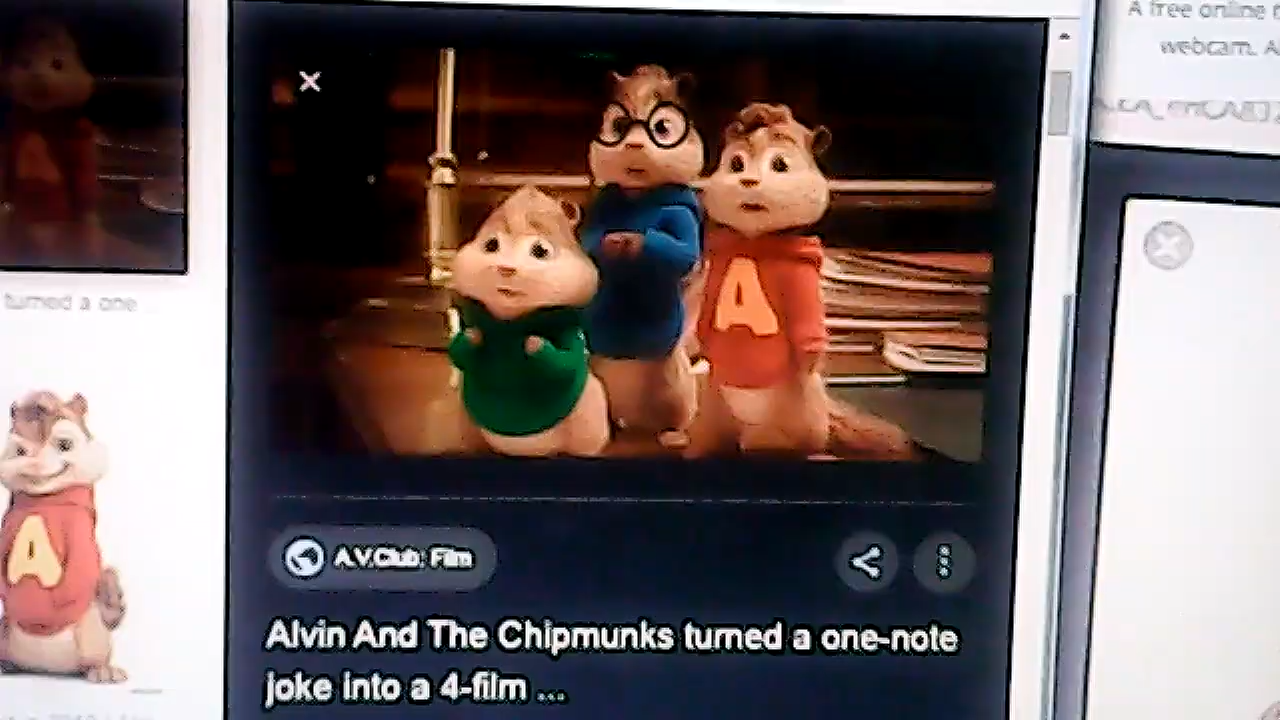 A free online
webcam. A
turned a one
A
A
A.V.Club: Film
Alvin And The Chipmunks turned a one-note
joke into a 4-film ...